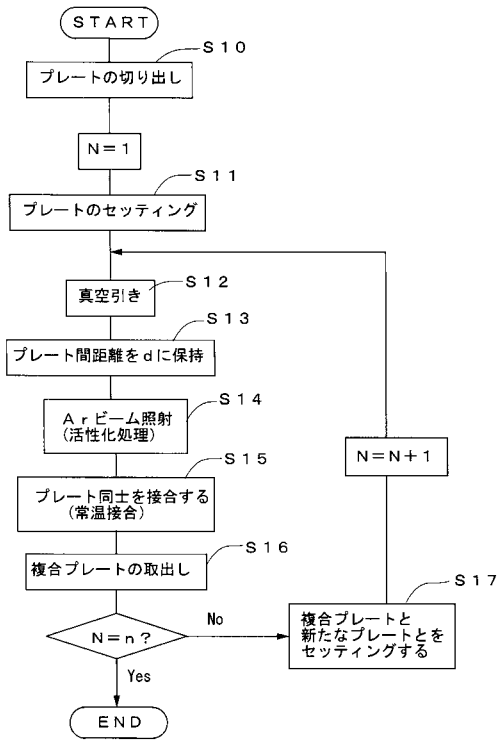 START
S10
プレートの切り出し
N=1
S11
プレートのセッティング
S12
真空引き
S13
プレート間距離をdに保持
S14
Arビーム照射
(活性化処理)
S15
プレート同士を接合する
(常温接合)
S16
複合プレートの取出し
N=n?
No
Yes
S17
複合プレートと
新たなプレートとを
セッティングする
N=N+1
END